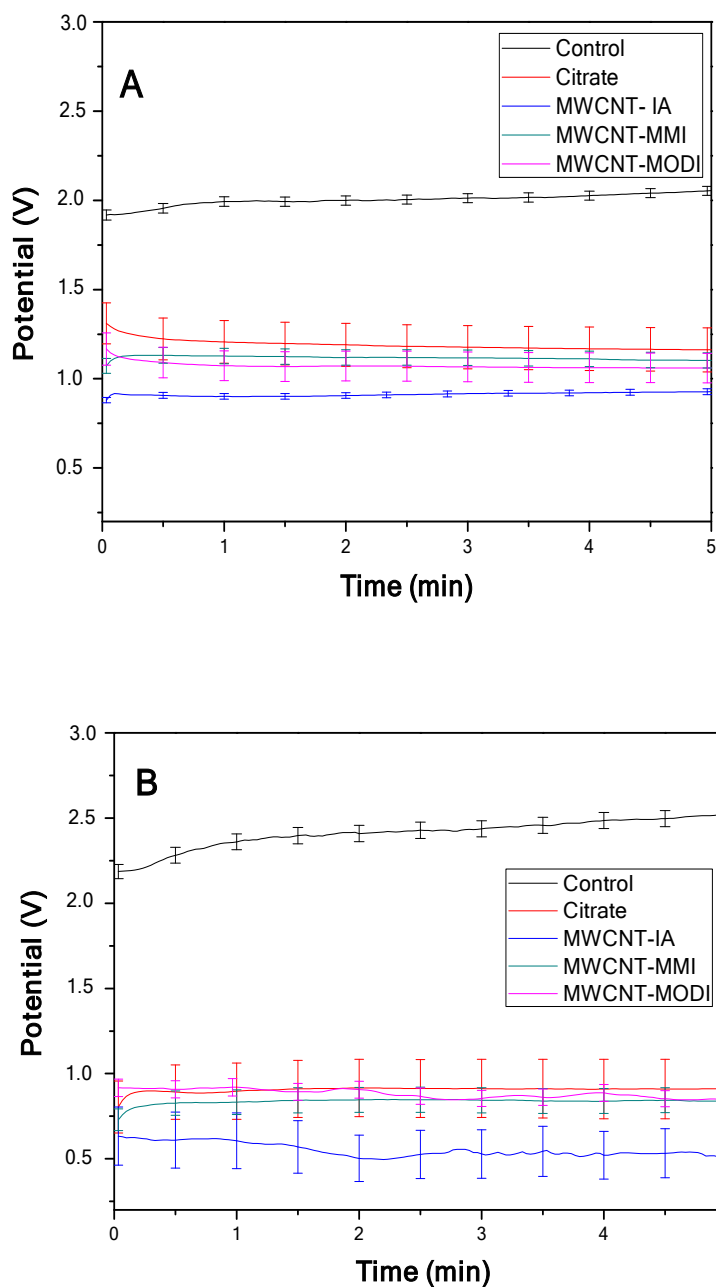 A
Control
Citrate
MWCNT- IA
MWCNT-MMI
MWCNT-MODI
3.0
2.5
2.0
1.5
1.0
0.5
Potential (V)
0 1 2 3 4 5
Time (min)
B
Control
Citrate
MWCNT-IA
MWCNT-MMI
MWCNT-MODI
3.0
2.5
2.0
1.5
1.0
0.5
Potential (V)
0 1 2 3 4
Time (min)